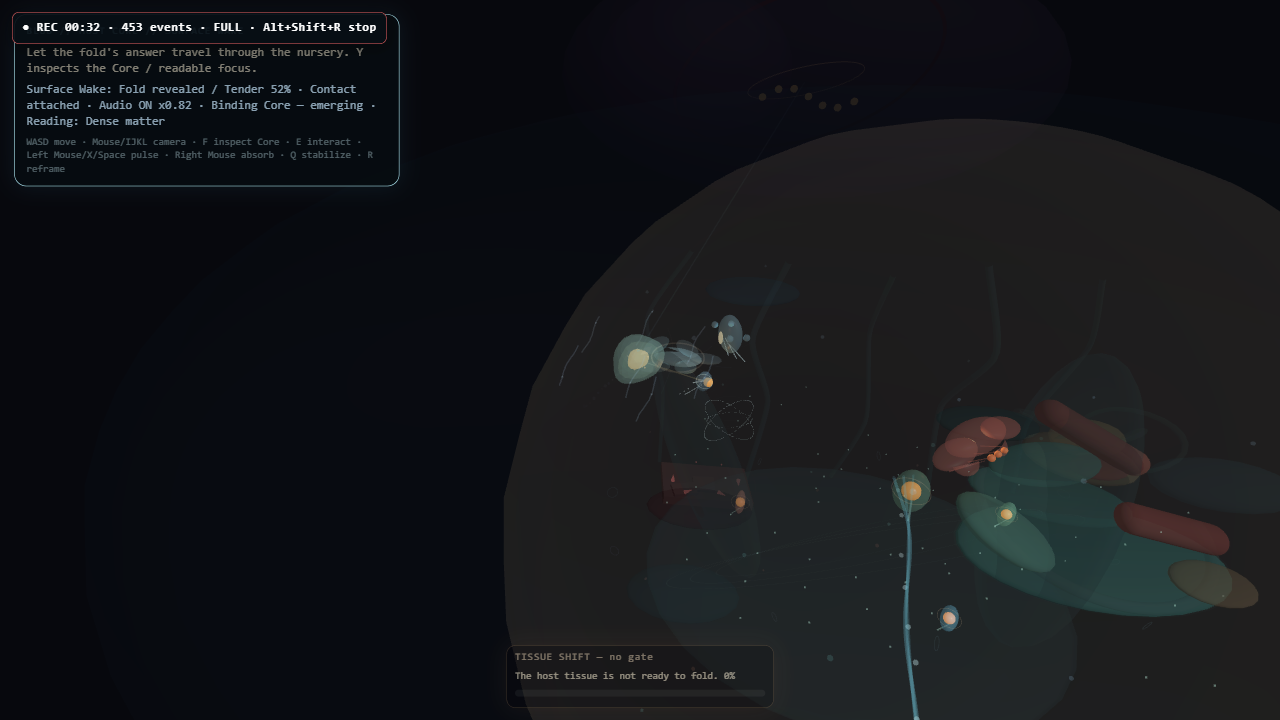 ● REC 00:32 · 453 events · FULL · Alt+Shift+R stop
Let the fold's answer travel through the nursery. Y
inspects the Core / readable focus.
Surface Wake: Fold revealed / Tender 52% · Contact
attached · Audio ON x0.82 · Binding Core — emerging ·
Reading: Dense matter
WASD move · Mouse/IJKL camera · F inspect Core · E interact ·
Left Mouse/X/Space pulse · Right Mouse absorb · Q stabilize · R
reframe
TISSUE SHIFT — no gate
The host tissue is not ready to fold. 0%